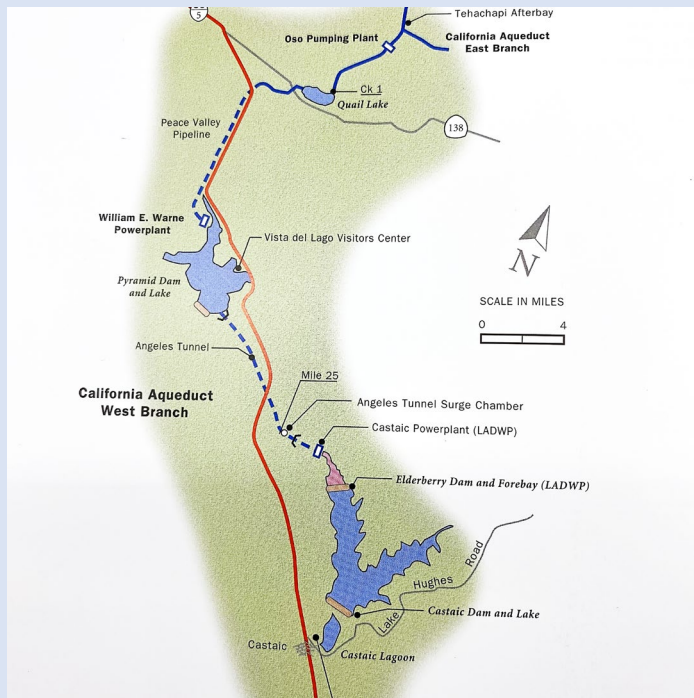 5
Tehachapi Afterbay
Oso Pumping Plant
California Aqueduct
East Branch
Ck 1
Quail Lake
Peace Valley
Pipeline
138
William E. Warne
Powerplant
Vista del Lago Visitors Center
Pyramid Dam
and Lake
N
SCALE IN MILES
0 4
Angeles Tunnel
Mile 25
California Aqueduct
West Branch
Angeles Tunnel Surge Chamber
Castaic Powerplant (LADWP)
Elderberry Dam and Forebay (LADWP)
Lake Hughes Road
Castaic Dam and Lake
Castaic
Castaic Lagoon